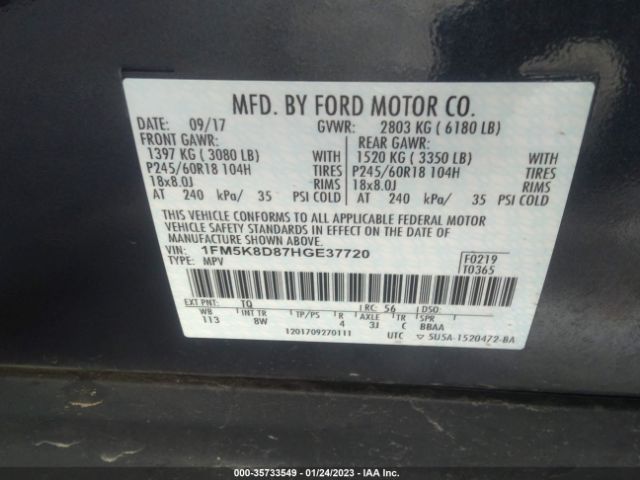 MFD. BY FORD MOTOR CO.
DATE: 09/17 GVWR: 2803 KG ( 6180 LB)
FRONT GAWR: REAR GAWR:
1397 KG ( 3080 LB) WITH 1520 KG ( 3350 LB) WITH
P245/60R18 104H TIRES P245/60R18 104H TIRES
18x8.0J RIMS 18x8.0J RIMS
AT 240 kPa/ 35 PSI COLD AT 240 kPa/ 35 PSI COLD
THIS VEHICLE CONFORMS TO ALL APPLICABLE FEDERAL MOTOR
VEHICLE SAFETY STANDARDS IN EFFECT ON THE DATE OF
MANUFACTURE SHOWN ABOVE.
VIN: 1FM5K8D87HGE37720 F0219
TYPE: MPV T0365
EXT PNT: TQ RC: 56 DSO:
WB INT TR TP/PS R AXLE TR SPR
113 8W 4 3J C BBAA
1201709270111 UTC ▽ 5U5A-1520472-BA
000-35733549 - 01/24/2023 - IAA Inc.